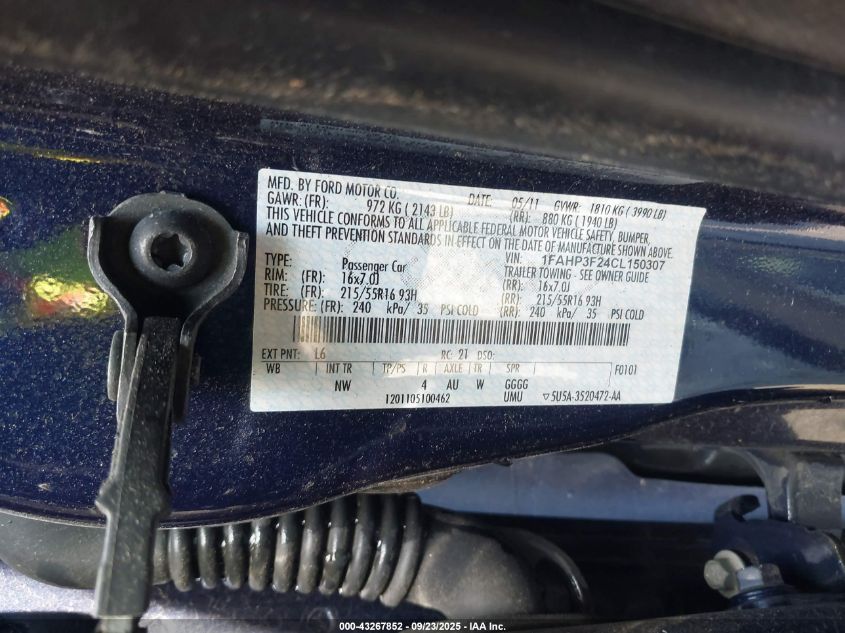 MFD. BY FORD MOTOR CO. DATE: 05/11 GVWR: 1810 KG ( 3990 LB)
GAWR: (FR): 972 KG ( 2143 LB) (RR): 880 KG ( 1940 LB)
THIS VEHICLE CONFORMS TO ALL APPLICABLE FEDERAL MOTOR VEHICLE SAFETY, BUMPER,
AND THEFT PREVENTION STANDARDS IN EFFECT ON THE DATE OF MANUFACTURE SHOWN ABOVE.
VIN: 1FAHP3F24CL150307
TYPE: Passenger Car TRAILER TOWING - SEE OWNER GUIDE
RIM: (FR): 16x7.0J (RR): 16x7.0J
TIRE: (FR): 215/55R16 93H (RR): 215/55R16 93H
PRESSURE: (FR): 240 kPa/ 35 PSI COLD (RR): 240 kPa/ 35 PSI COLD
EXT PNT: L6 RC: 21 DSO:
WB INT TR TP/PS R AXLE TR SPR F0101
NW 4 AU W GGGG
1201105100462 UMU ▽5U5A-3520472-AA
000-43267852 - 09/23/2025 - IAA Inc.